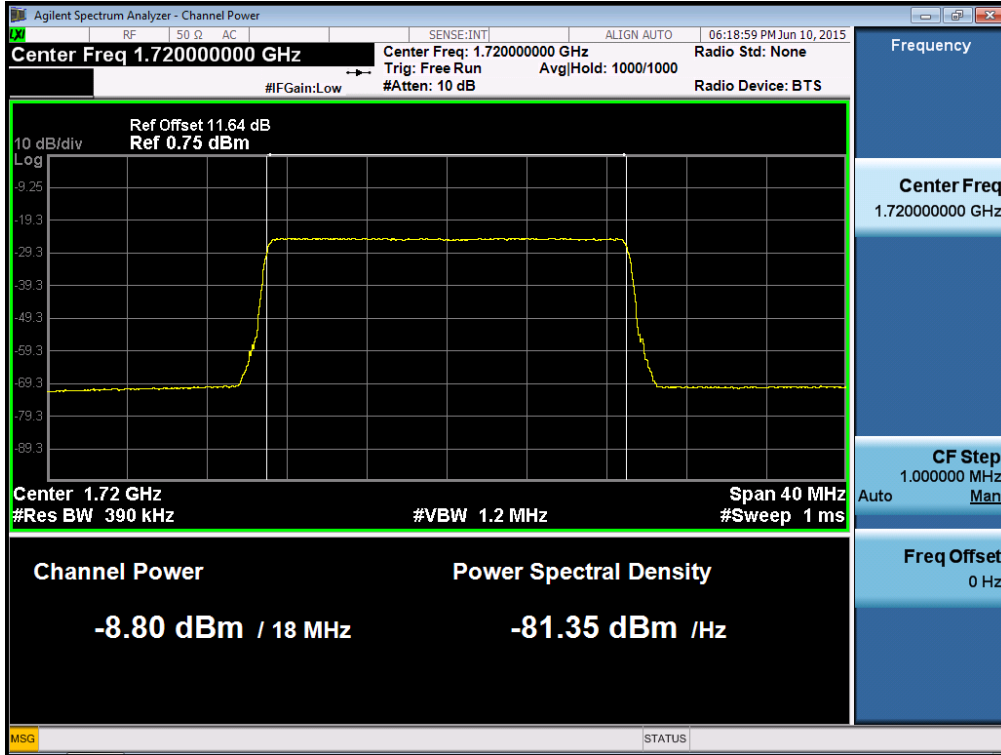 Agilent Spectrum Analyzer - Channel Power
LXI RF 50 Ω AC SENSE:INT ALIGN AUTO 06:18:59 PM Jun 10, 2015
Center Freq 1.720000000 GHz
Center Freq: 1.720000000 GHz Radio Std: None
Trig: Free Run Avg|Hold: 1000/1000
#IFGain:Low #Atten: 10 dB Radio Device: BTS
Ref Offset 11.64 dB
10 dB/div Ref 0.75 dBm
Log
-9.25
-19.3
-29.3
-39.3
-49.3
-59.3
-69.3
-79.3
-89.3
Center 1.72 GHz Span 40 MHz
#Res BW 390 kHz #VBW 1.2 MHz #Sweep 1 ms
Channel Power Power Spectral Density
-8.80 dBm / 18 MHz -81.35 dBm /Hz
MSG STATUS
Frequency
Center Freq
1.720000000 GHz
CF Step
1.000000 MHz
Auto Man
Freq Offset
0 Hz